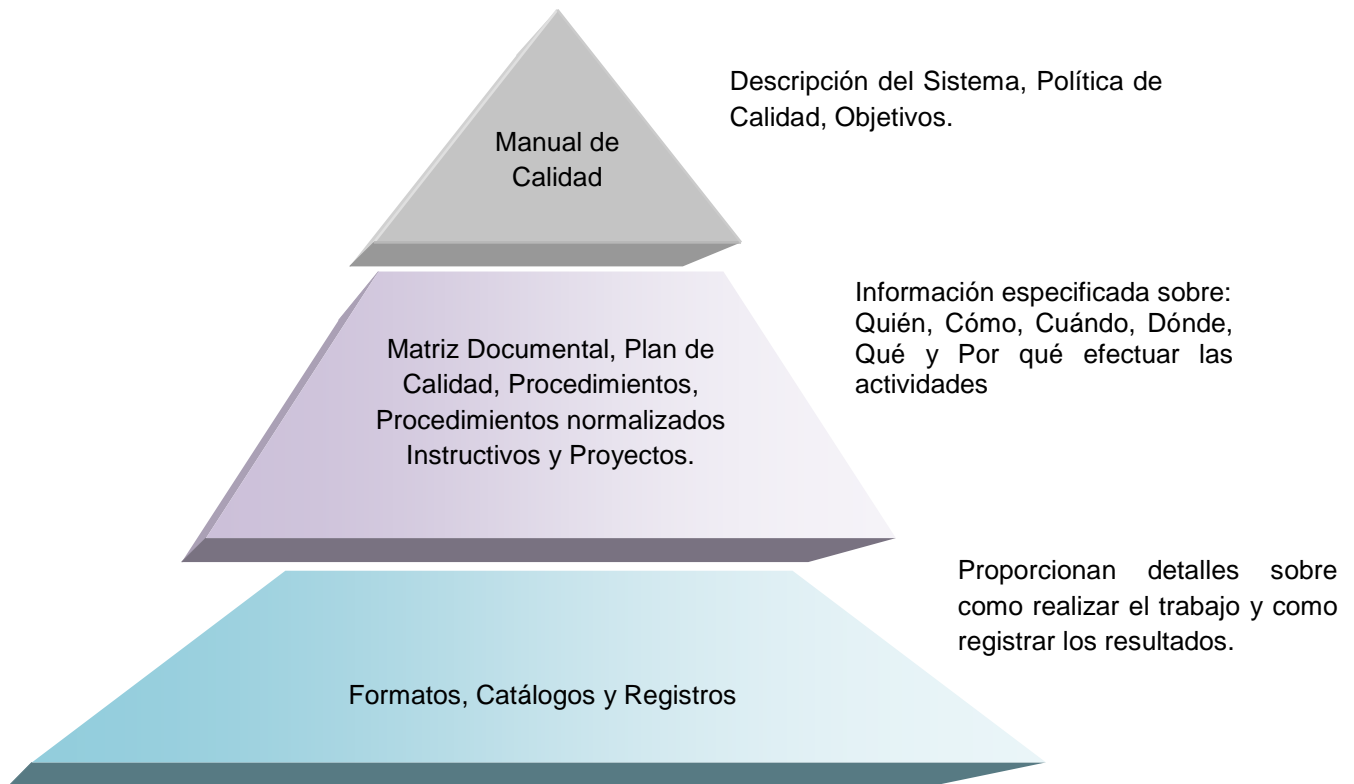 Descripción del Sistema, Política de
Calidad, Objetivos.
Manual de
Calidad
Información especificada sobre:
Quién, Cómo, Cuándo, Dónde,
Qué y Por qué efectuar las
actividades
Matriz Documental, Plan de
Calidad, Procedimientos,
Procedimientos normalizados
Instructivos y Proyectos.
Proporcionan detalles sobre
como realizar el trabajo y como
registrar los resultados.
Formatos, Catálogos y Registros